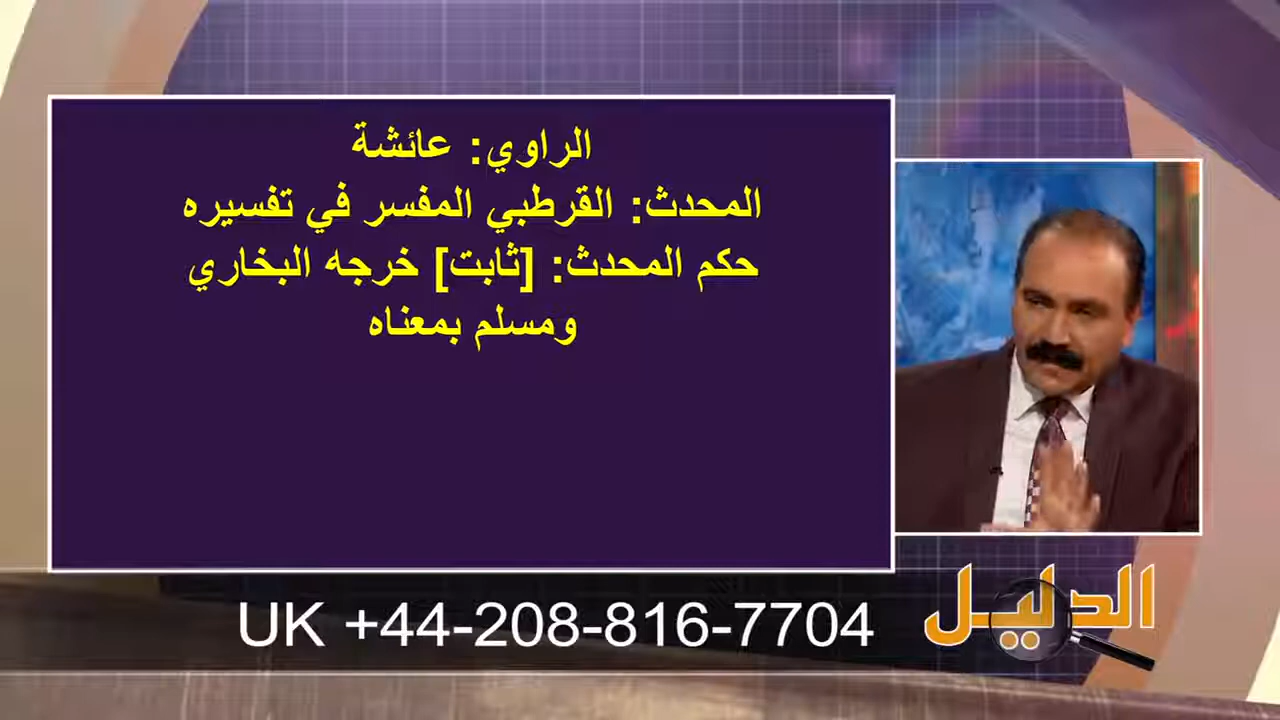 الراوي: عائشة
المحدث: القرطبي المفسر في تفسيره
حكم المحدث: [ثابت] خرجه البخاري
ومسلم بمعناه
الدليل
UK +44-208-816-7704